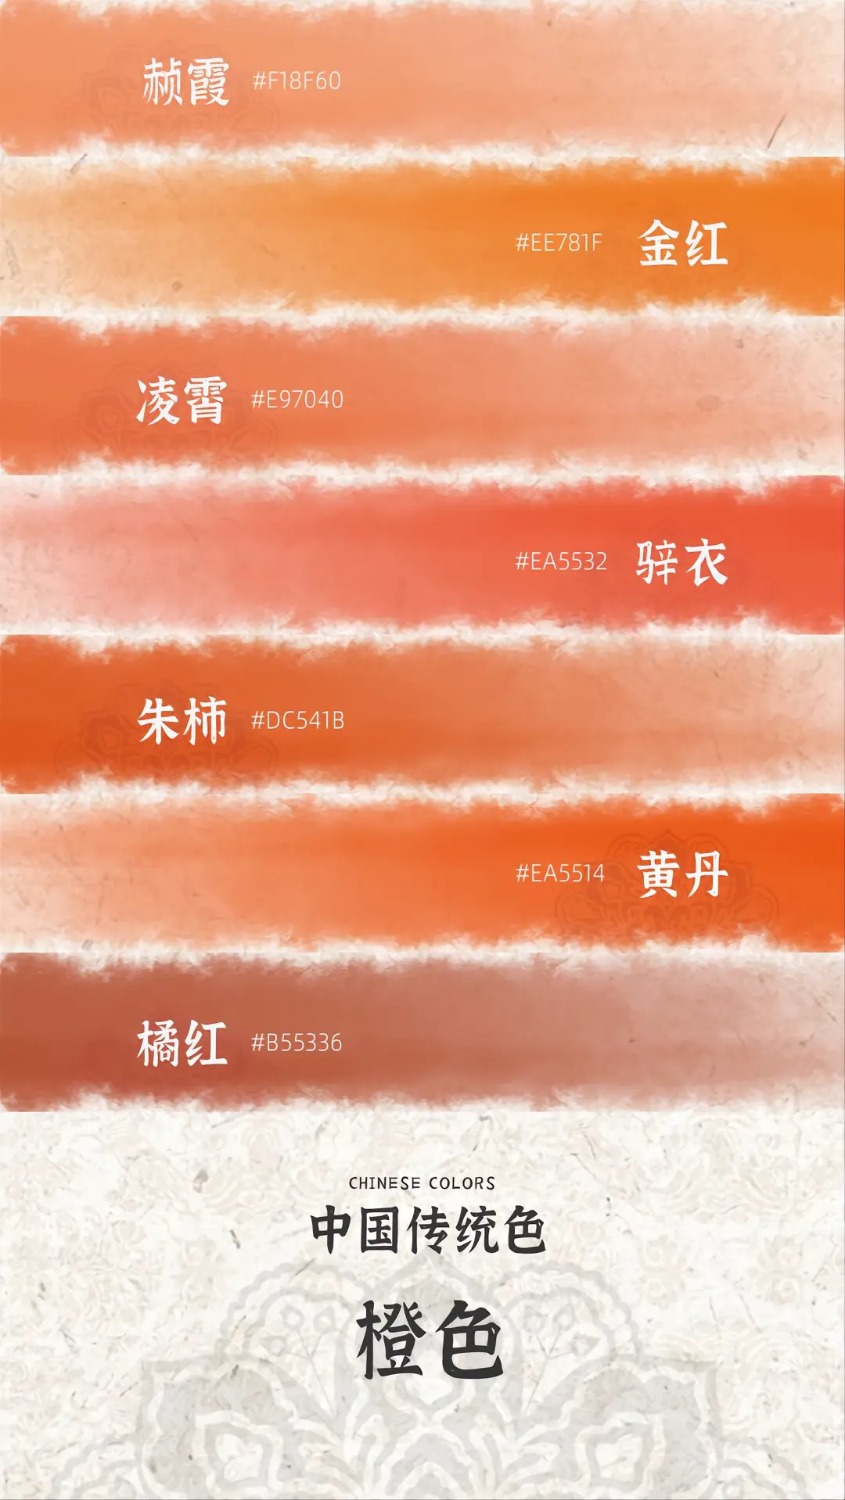 赪霞 #F18F60
#EE781F 金红
凌霄 #E97040
#EA5532 骍衣
朱柿 #DC541B
#EA5514 黄丹
橘红 #B55336
CHINESE COLORS
中国传统色
橙色